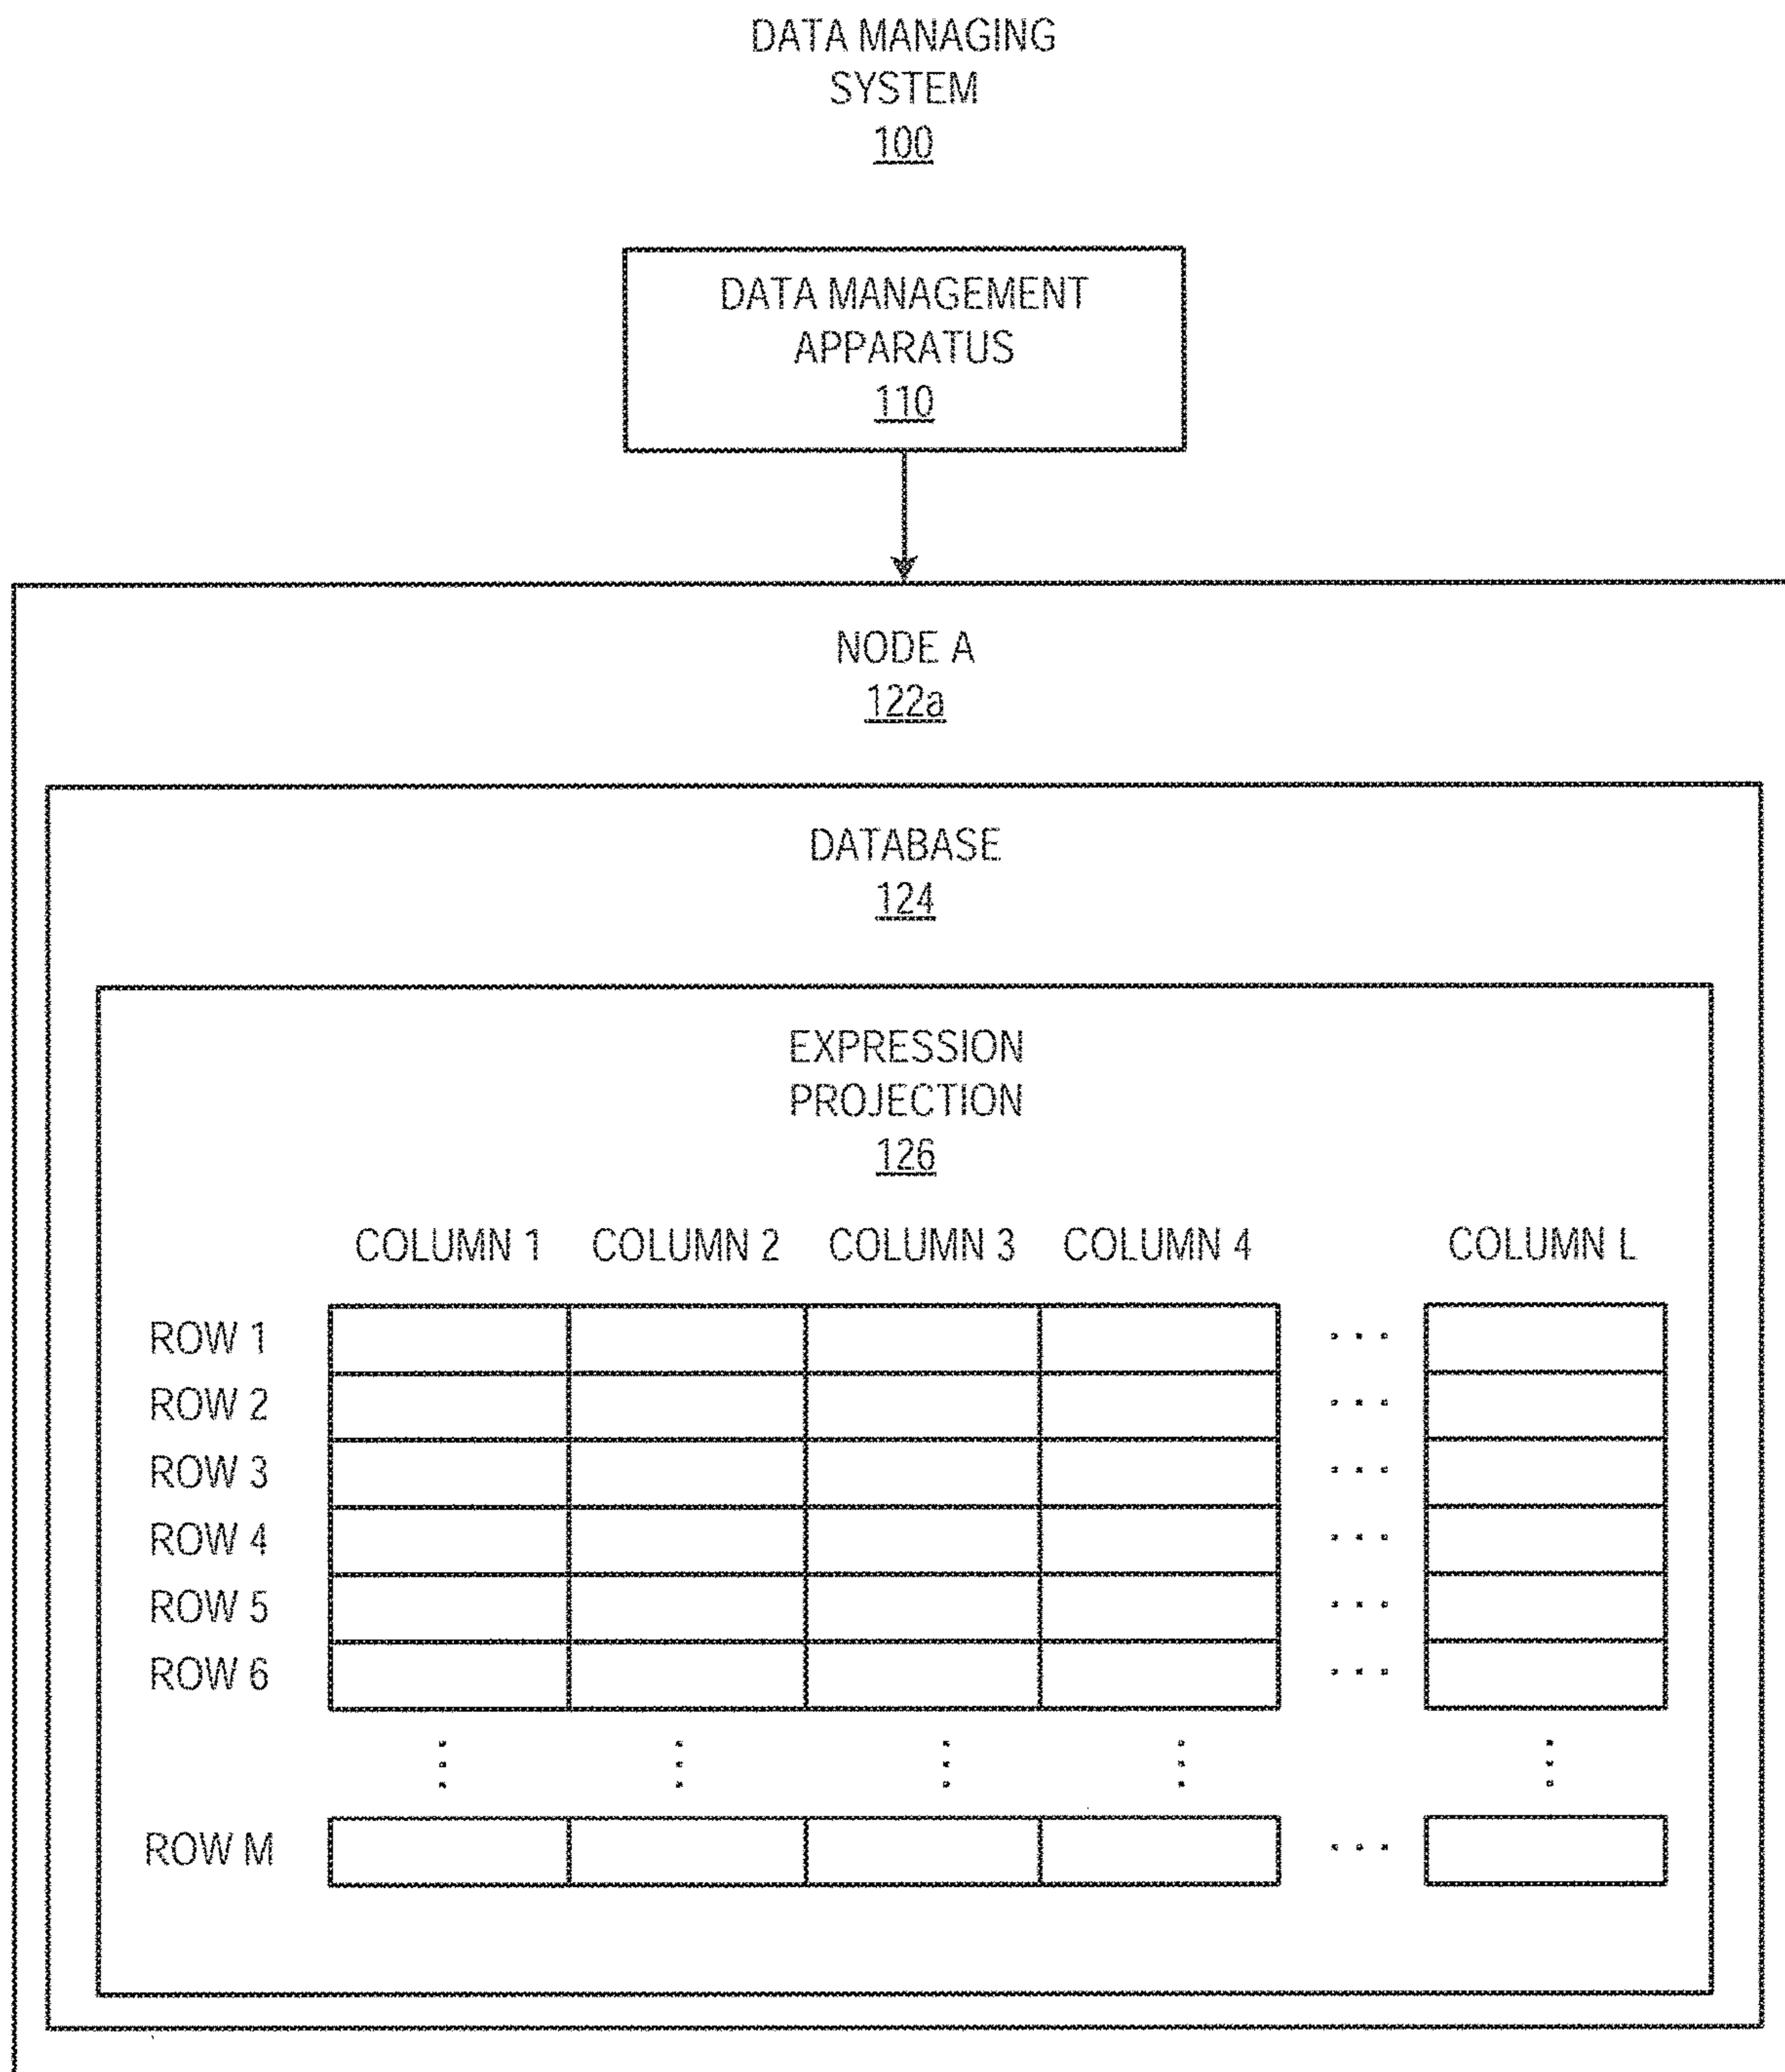 DATA MANAGING
SYSTEM
100
DATA MANAGEMENT
APPARATUS
110
NODE A
122a
DATABASE
124
EXPRESSION
PROJECTION
126
COLUMN 1 COLUMN 2 COLUMN 3 COLUMN 4 COLUMN L
ROW 1 ...
ROW 2 ...
ROW 3 ...
ROW 4 ...
ROW 5 ...
ROW 6 ...
ROW M ...